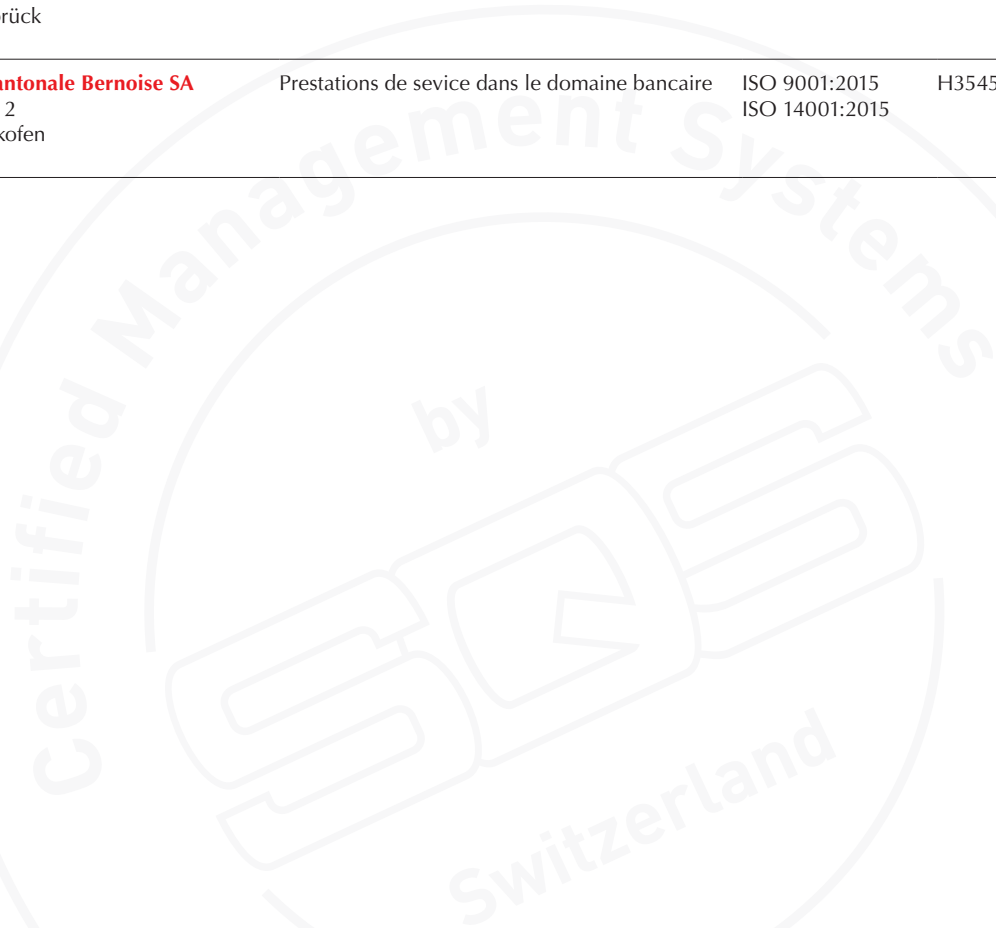 rück
antonale Bernoise SA Prestations de sevice dans le domaine bancaire ISO 9001:2015 H3545
2 ISO 14001:2015
kofen
Certified Management Systems
by
SQS
Switzerland